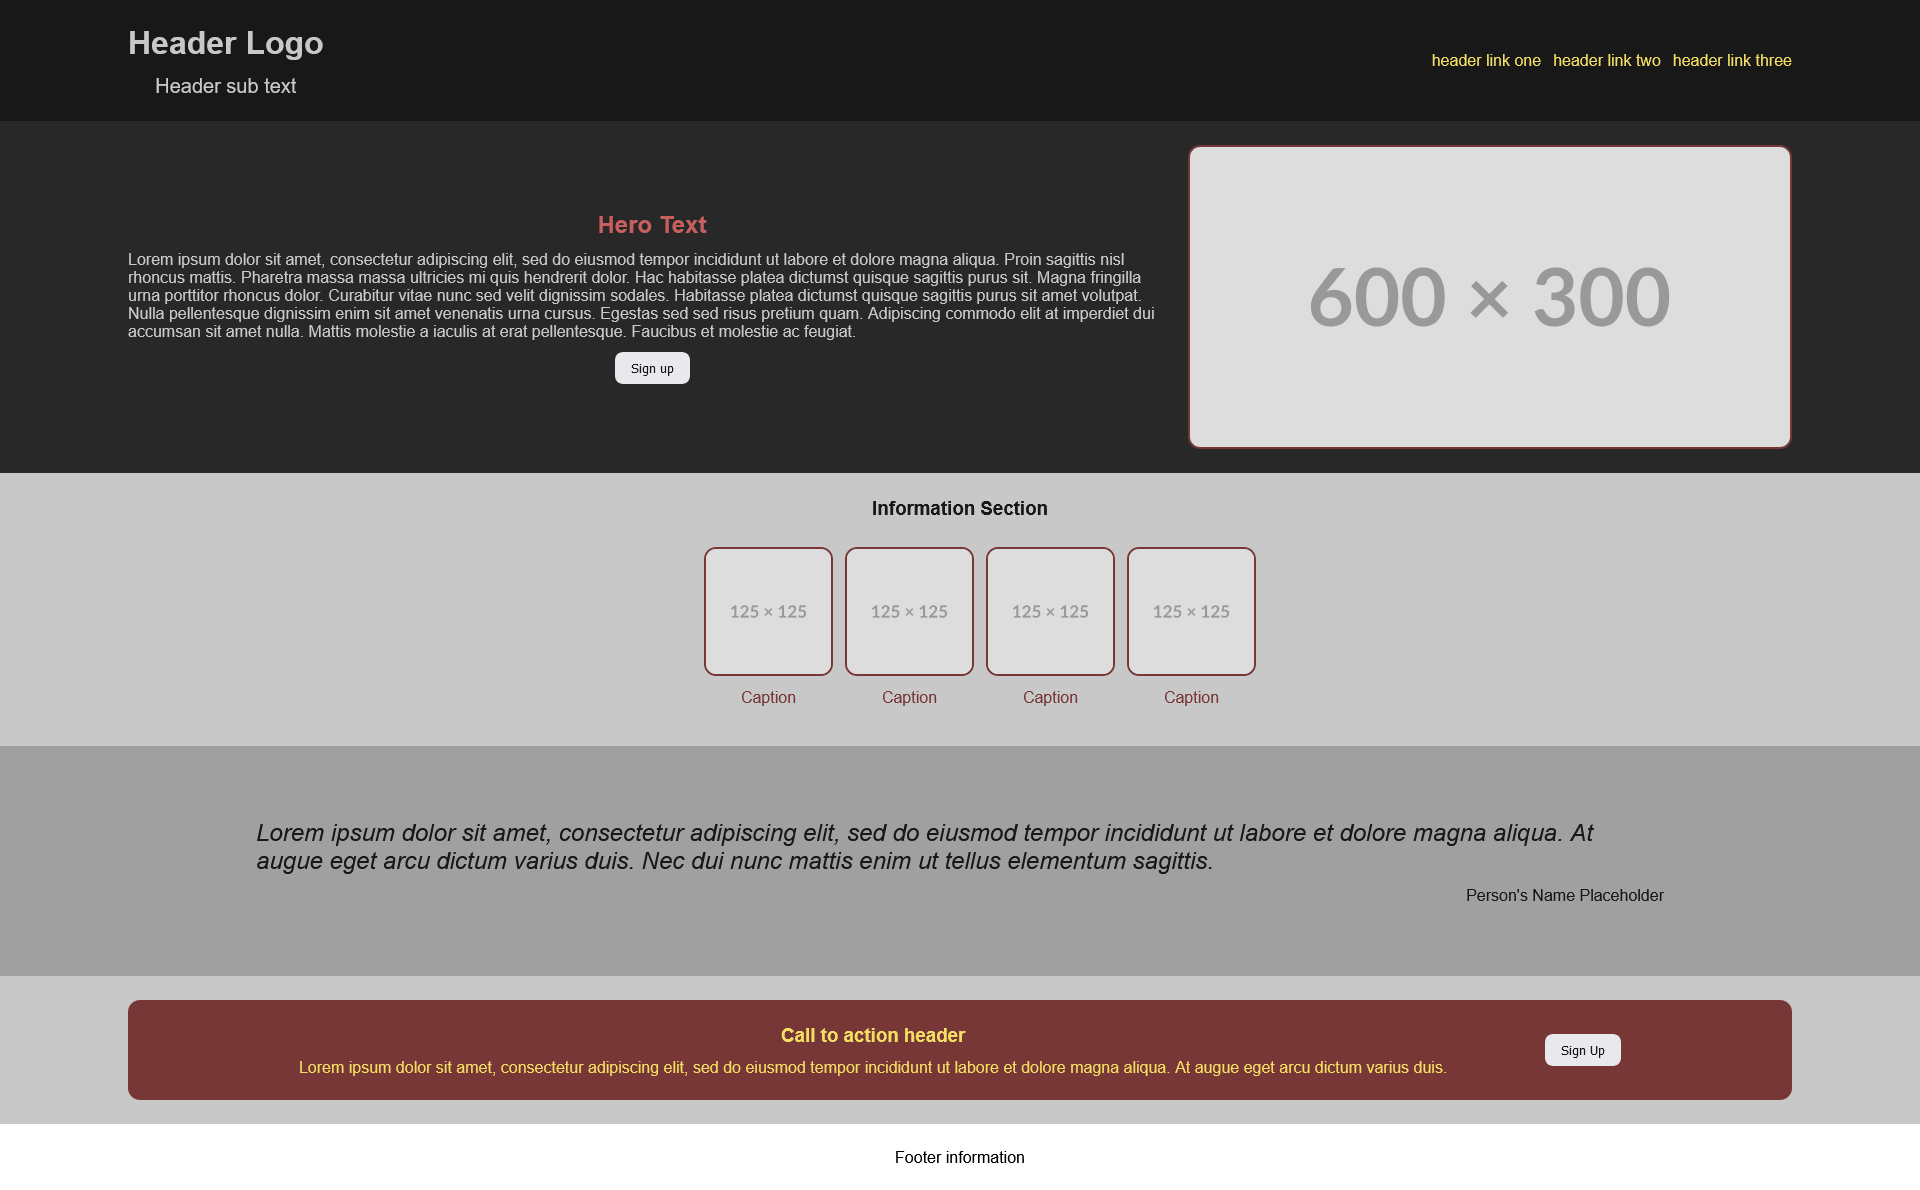 Header Logo
Header sub text
header link one header link two header link three
Hero Text
Lorem ipsum dolor sit amet, consectetur adipiscing elit, sed do eiusmod tempor incididunt ut labore et dolore magna aliqua. Proin sagittis nisl
rhoncus mattis. Pharetra massa massa ultricies mi quis hendrerit dolor. Hac habitasse platea dictumst quisque sagittis purus sit. Magna fringilla
urna porttitor rhoncus dolor. Curabitur vitae nunc sed velit dignissim sodales. Habitasse platea dictumst quisque sagittis purus sit amet volutpat.
Nulla pellentesque dignissim enim sit amet venenatis urna cursus. Egestas sed sed risus pretium quam. Adipiscing commodo elit at imperdiet dui
accumsan sit amet nulla. Mattis molestie a iaculis at erat pellentesque. Faucibus et molestie ac feugiat.
Sign up
600 × 300
Information Section
125 × 125 125 × 125 125 × 125 125 × 125
Caption Caption Caption Caption
Lorem ipsum dolor sit amet, consectetur adipiscing elit, sed do eiusmod tempor incididunt ut labore et dolore magna aliqua. At
augue eget arcu dictum varius duis. Nec dui nunc mattis enim ut tellus elementum sagittis.
Person's Name Placeholder
Call to action header
Lorem ipsum dolor sit amet, consectetur adipiscing elit, sed do eiusmod tempor incididunt ut labore et dolore magna aliqua. At augue eget arcu dictum varius duis.
Sign Up
Footer information